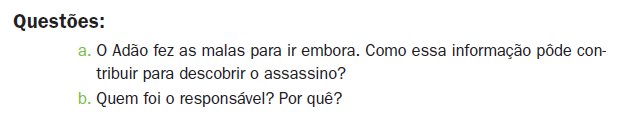 Questões:
a. O Adão fez as malas para ir embora. Como essa informação pôde con-
tribuir para descobrir o assassino?
b. Quem foi o responsável? Por quê?